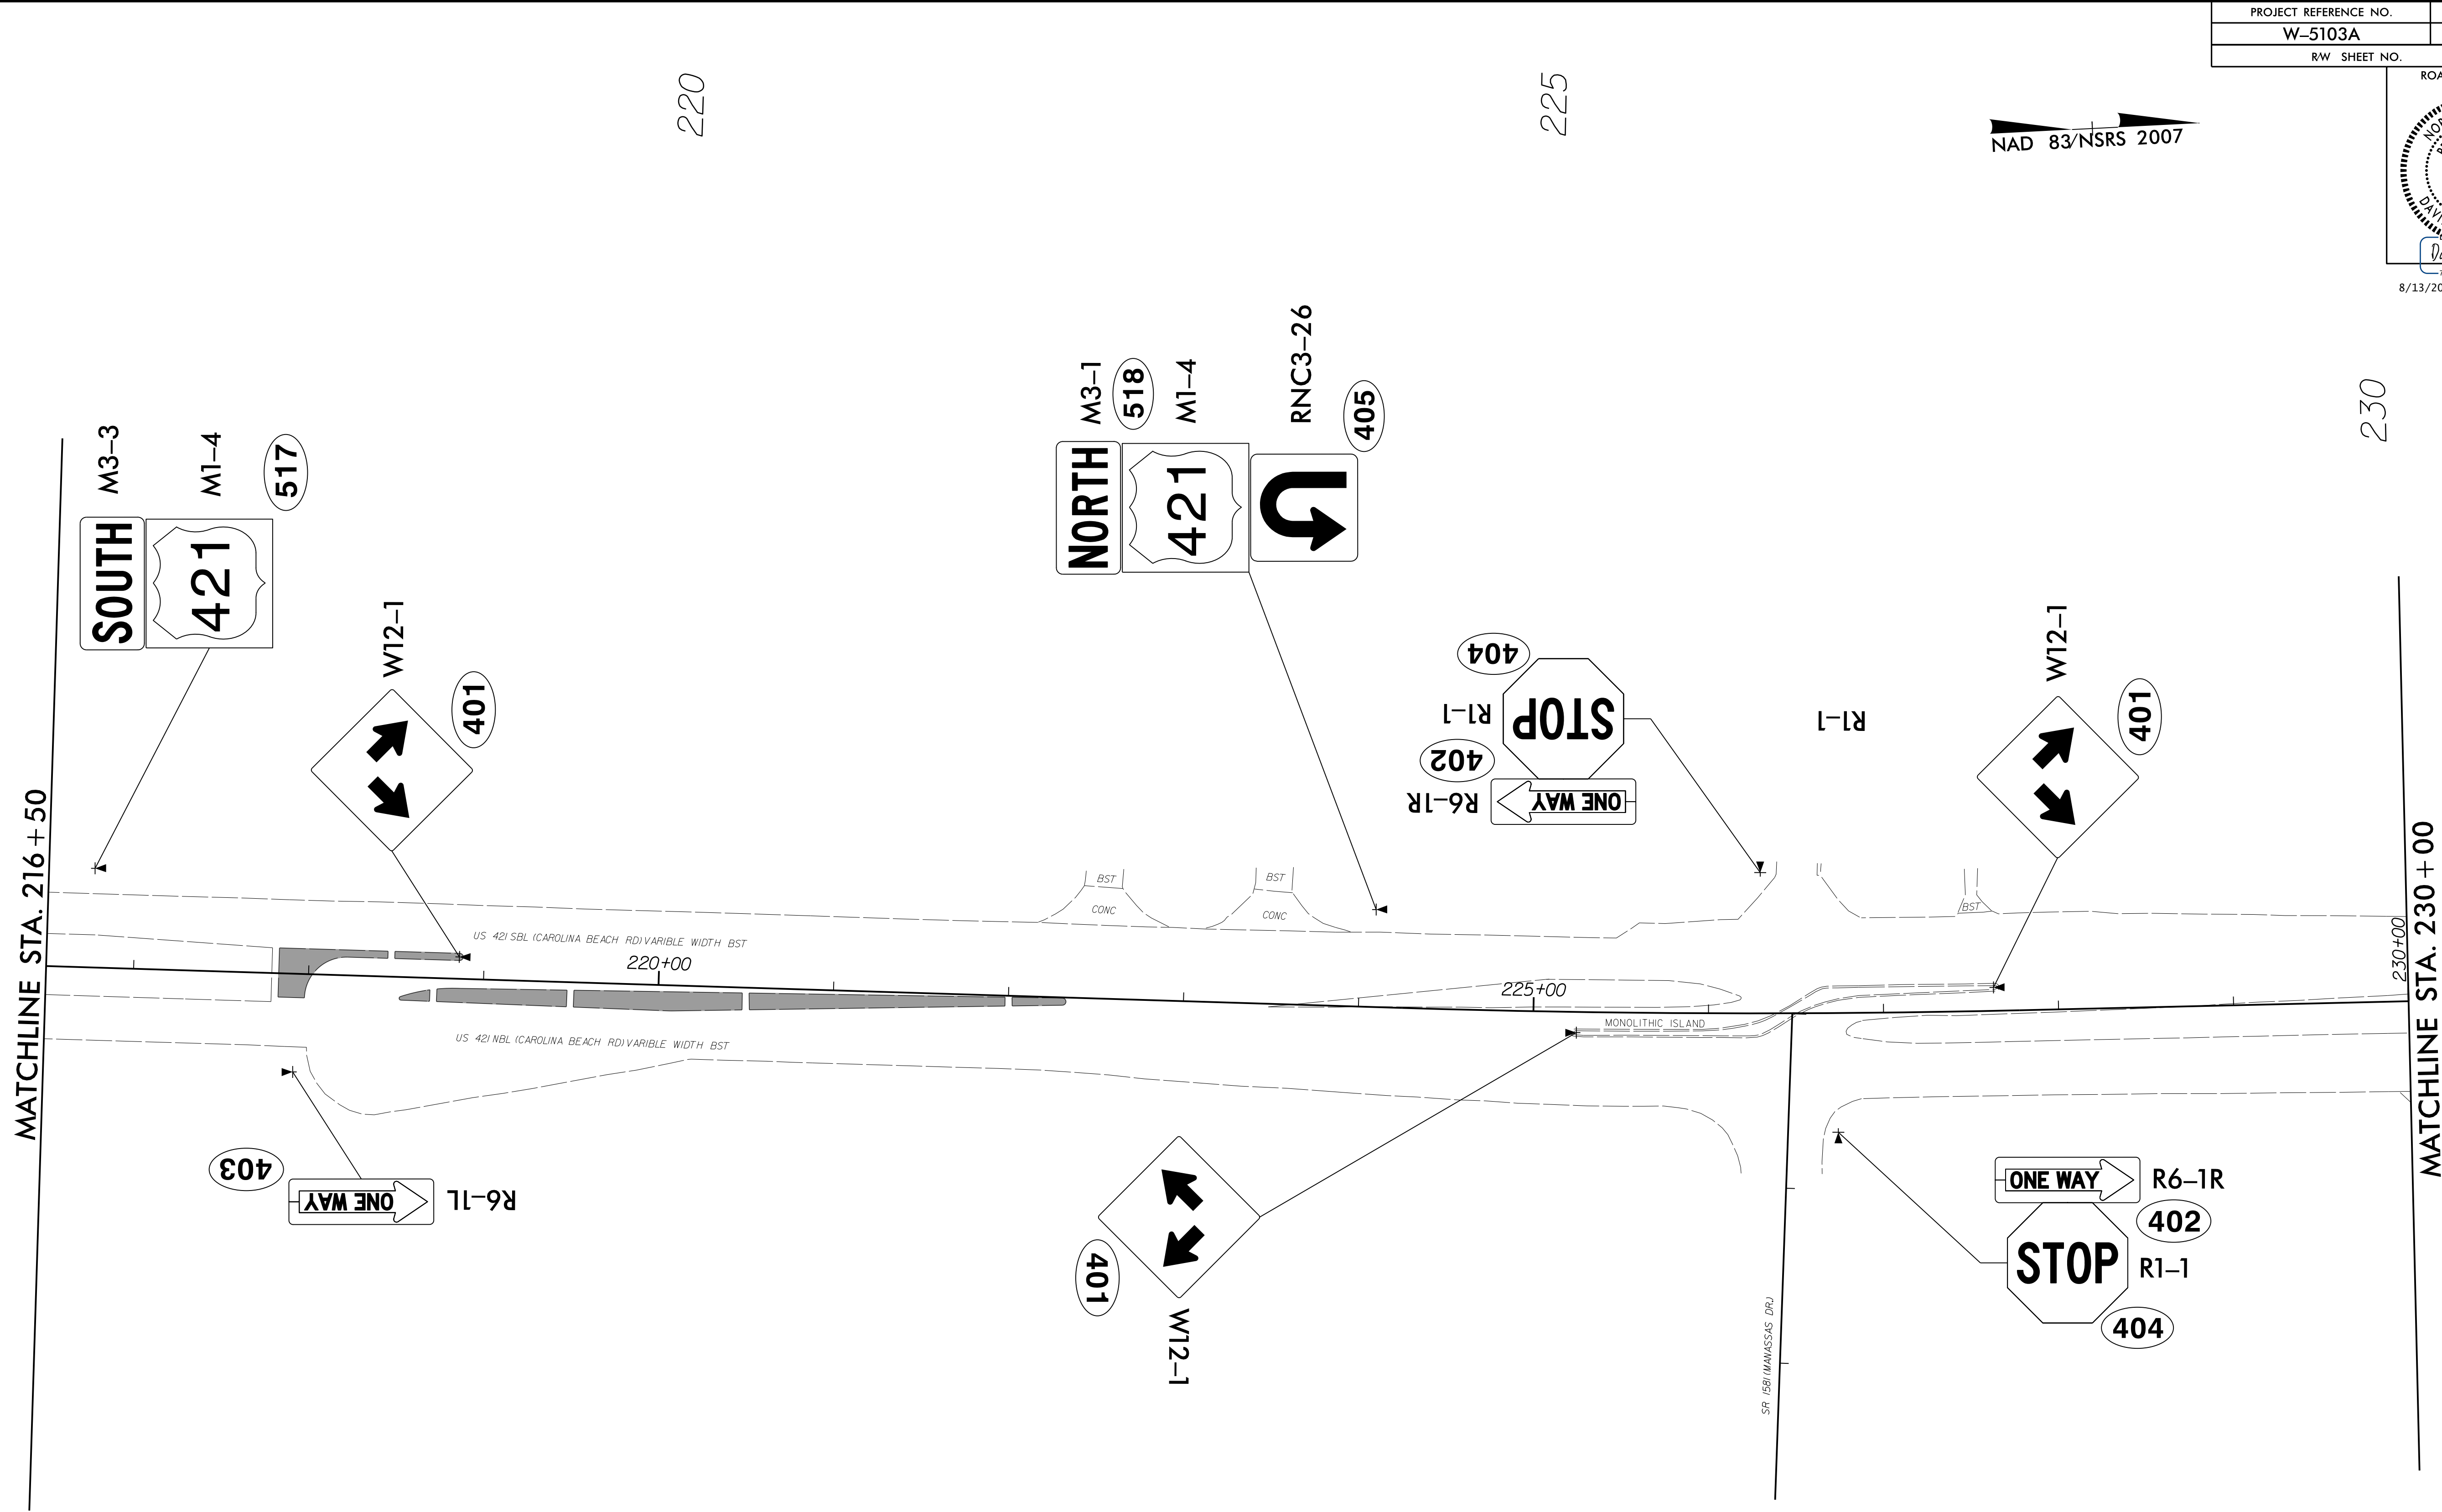 PROJECT REFERENCE NO.
W–5103A
R/W SHEET NO.
8/13/20
220
225
230
NAD 83/NSRS 2007
M3–3
M1–4
517
SOUTH
421
W12–1
401
M3–1
518
M1–4
RNC3–26
405
NORTH
421
404
R1–1
STOP
402
R6–1R
ONE WAY
R1–1
W12–1
401
MATCHLINE STA. 216+50
MATCHLINE STA. 230+00
BST
CONC
BST
CONC
BST
US 421 SBL (CAROLINA BEACH RD) VARIBLE WIDTH BST
220+00
225+00
230+00
MONOLITHIC ISLAND
US 421 NBL (CAROLINA BEACH RD) VARIBLE WIDTH BST
403
ONE WAY
R6–1L
401
W12–1
SR 1581 (MANASSAS DR.)
ONE WAY
R6–1R
402
STOP
R1–1
404